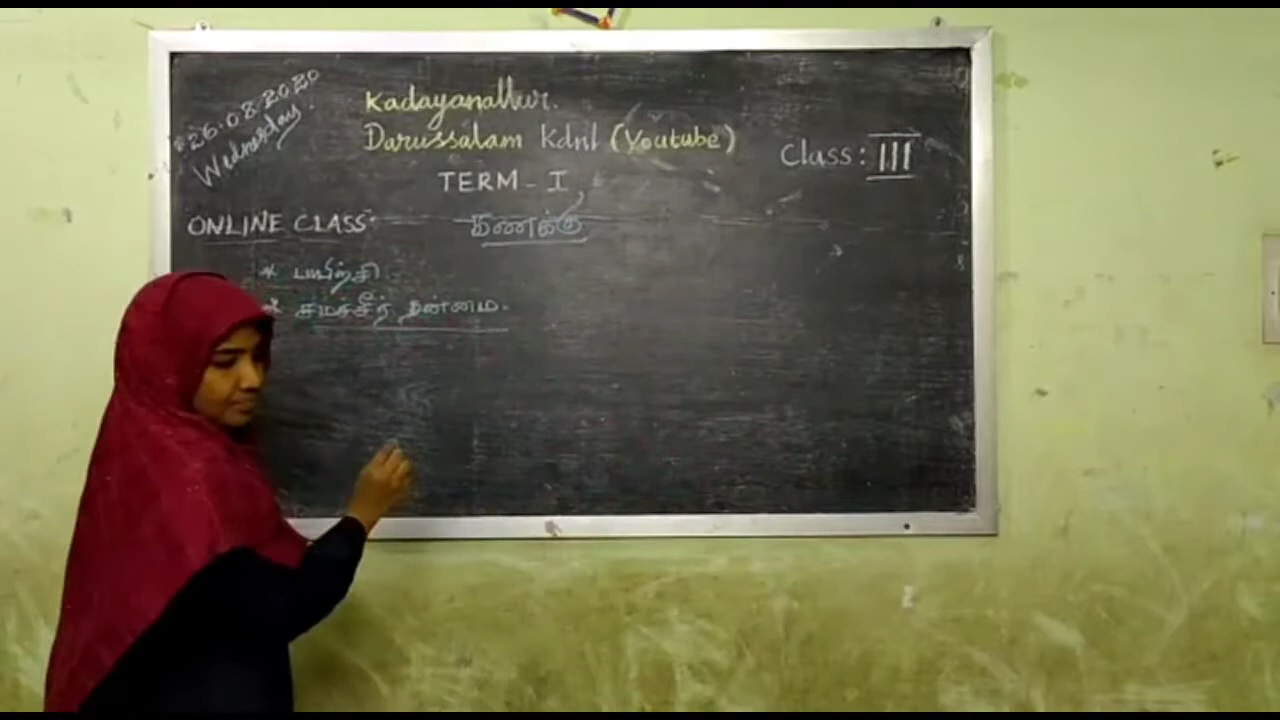 26.08.2020
Wednesday.
Kadayanallur.
Darussalam Kdnl (Youtube)
Class: III
TERM - I
ONLINE CLASS
கணக்கு
* பயிற்சி
* சமச்சீர் தன்மை.